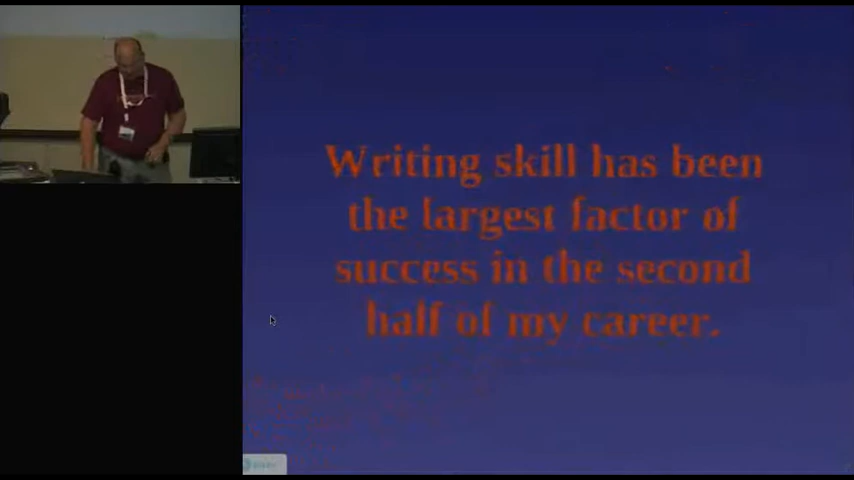 Writing skill has been
the largest factor of
success in the second
half of my career.